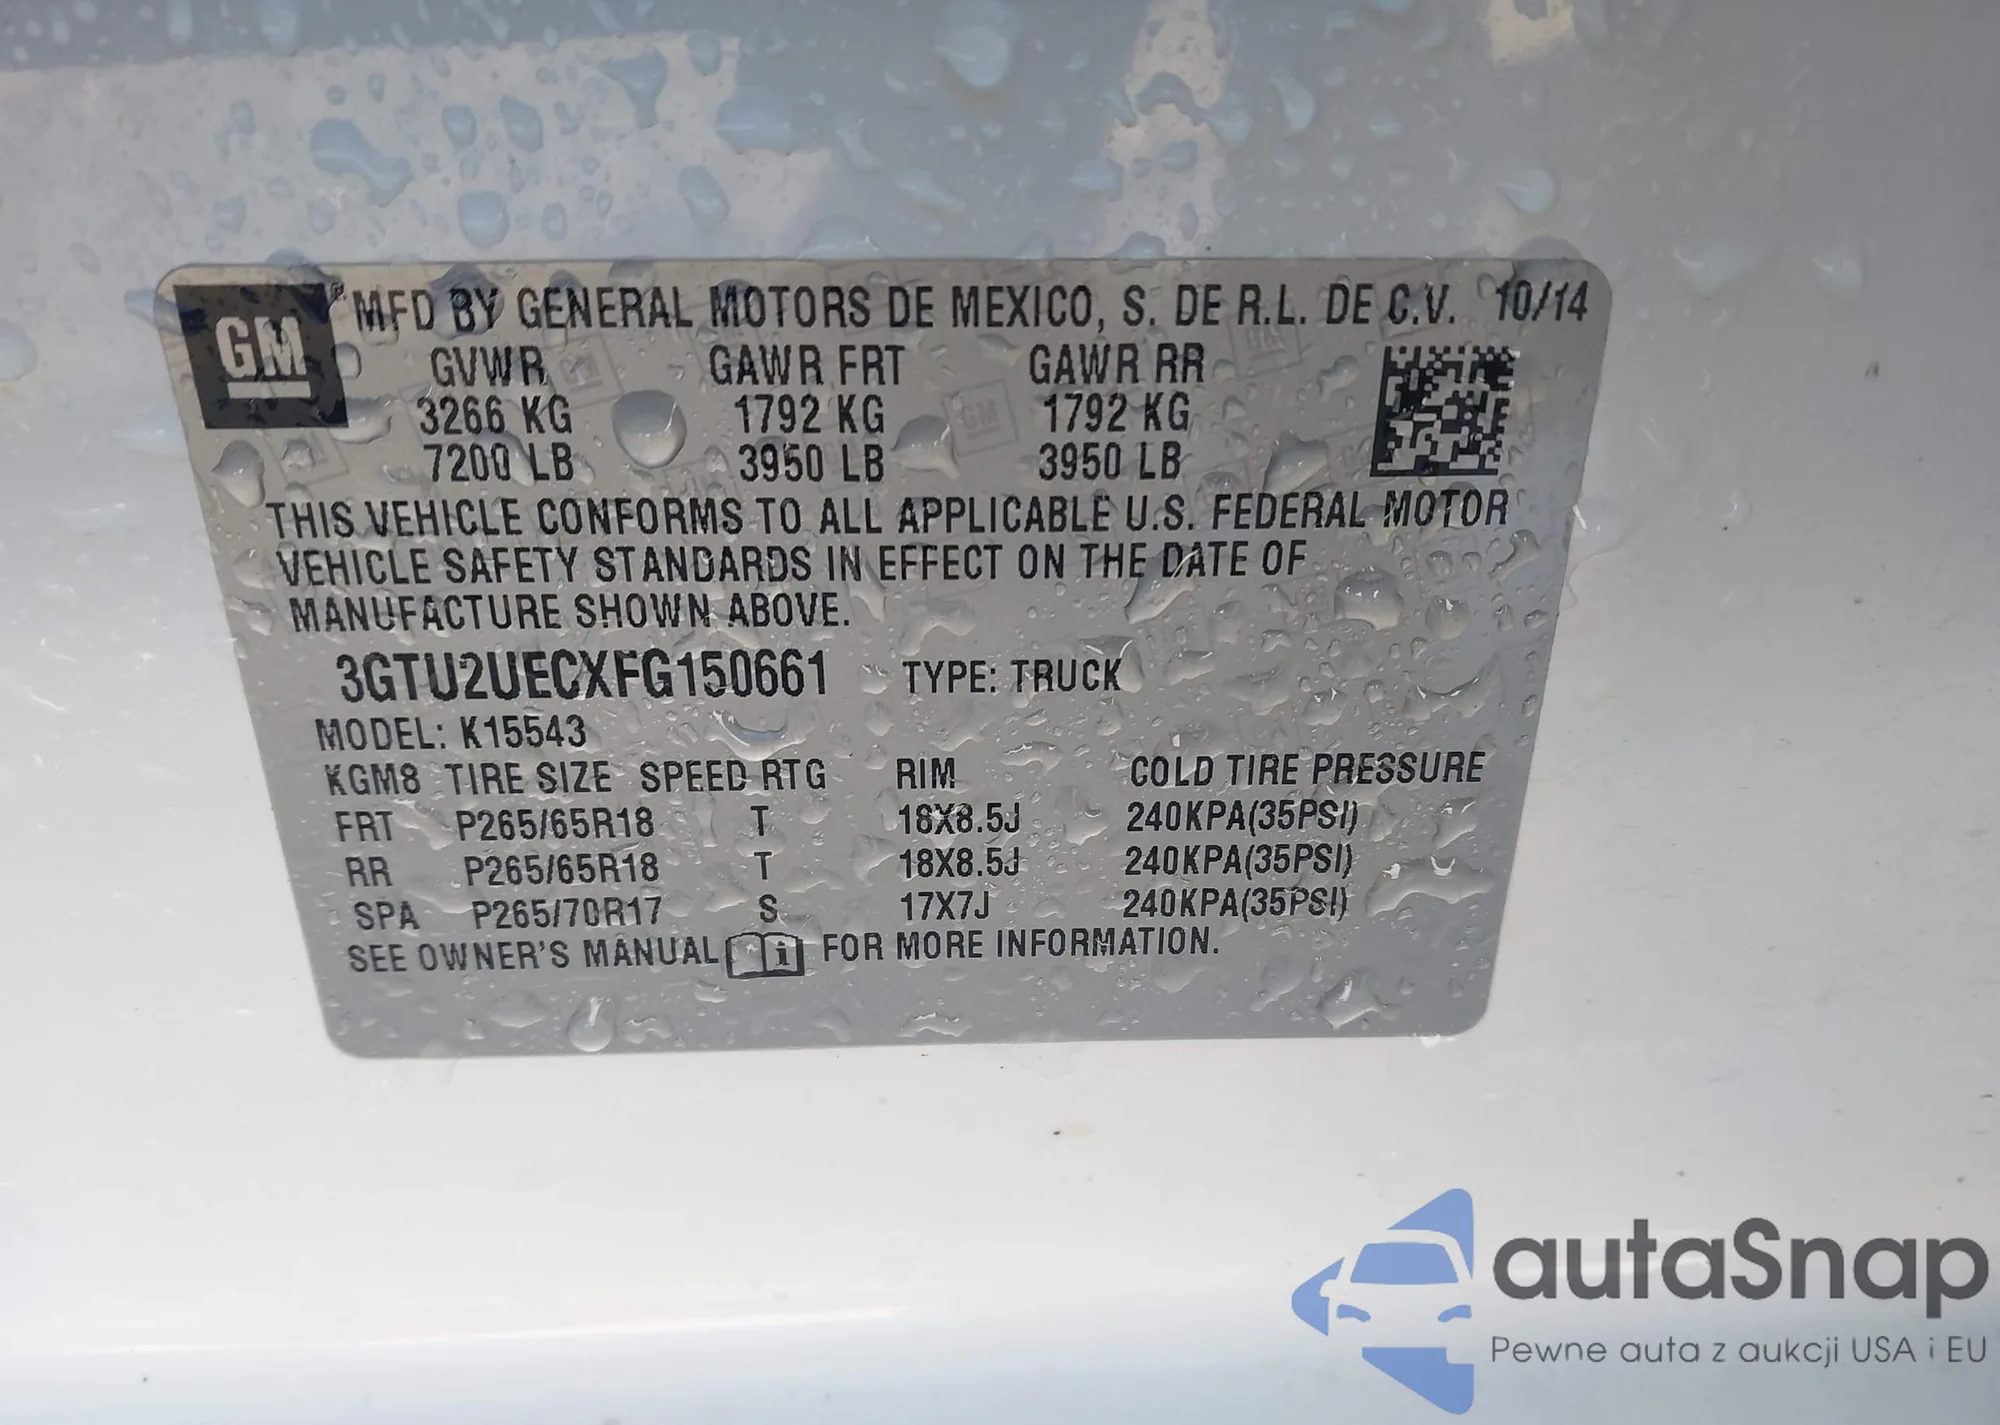 GM MFD BY GENERAL MOTORS DE MEXICO, S. DE R.L. DE C.V. 10/14
GVWR GAWR FRT GAWR RR
3266 KG 1792 KG 1792 KG
7200 LB 3950 LB 3950 LB
THIS VEHICLE CONFORMS TO ALL APPLICABLE U.S. FEDERAL MOTOR
VEHICLE SAFETY STANDARDS IN EFFECT ON THE DATE OF
MANUFACTURE SHOWN ABOVE.
3GTU2UECXFG150661 TYPE: TRUCK
MODEL: K15543
KGM8 TIRE SIZE SPEED RTG RIM COLD TIRE PRESSURE
FRT P265/65R18 T 18X8.5J 240KPA(35PSI)
RR P265/65R18 T 18X8.5J 240KPA(35PSI)
SPA P265/70R17 S 17X7J 240KPA(35PSI)
SEE OWNER'S MANUAL i FOR MORE INFORMATION.
autaSnap
Pewne auta z aukcji USA i EU